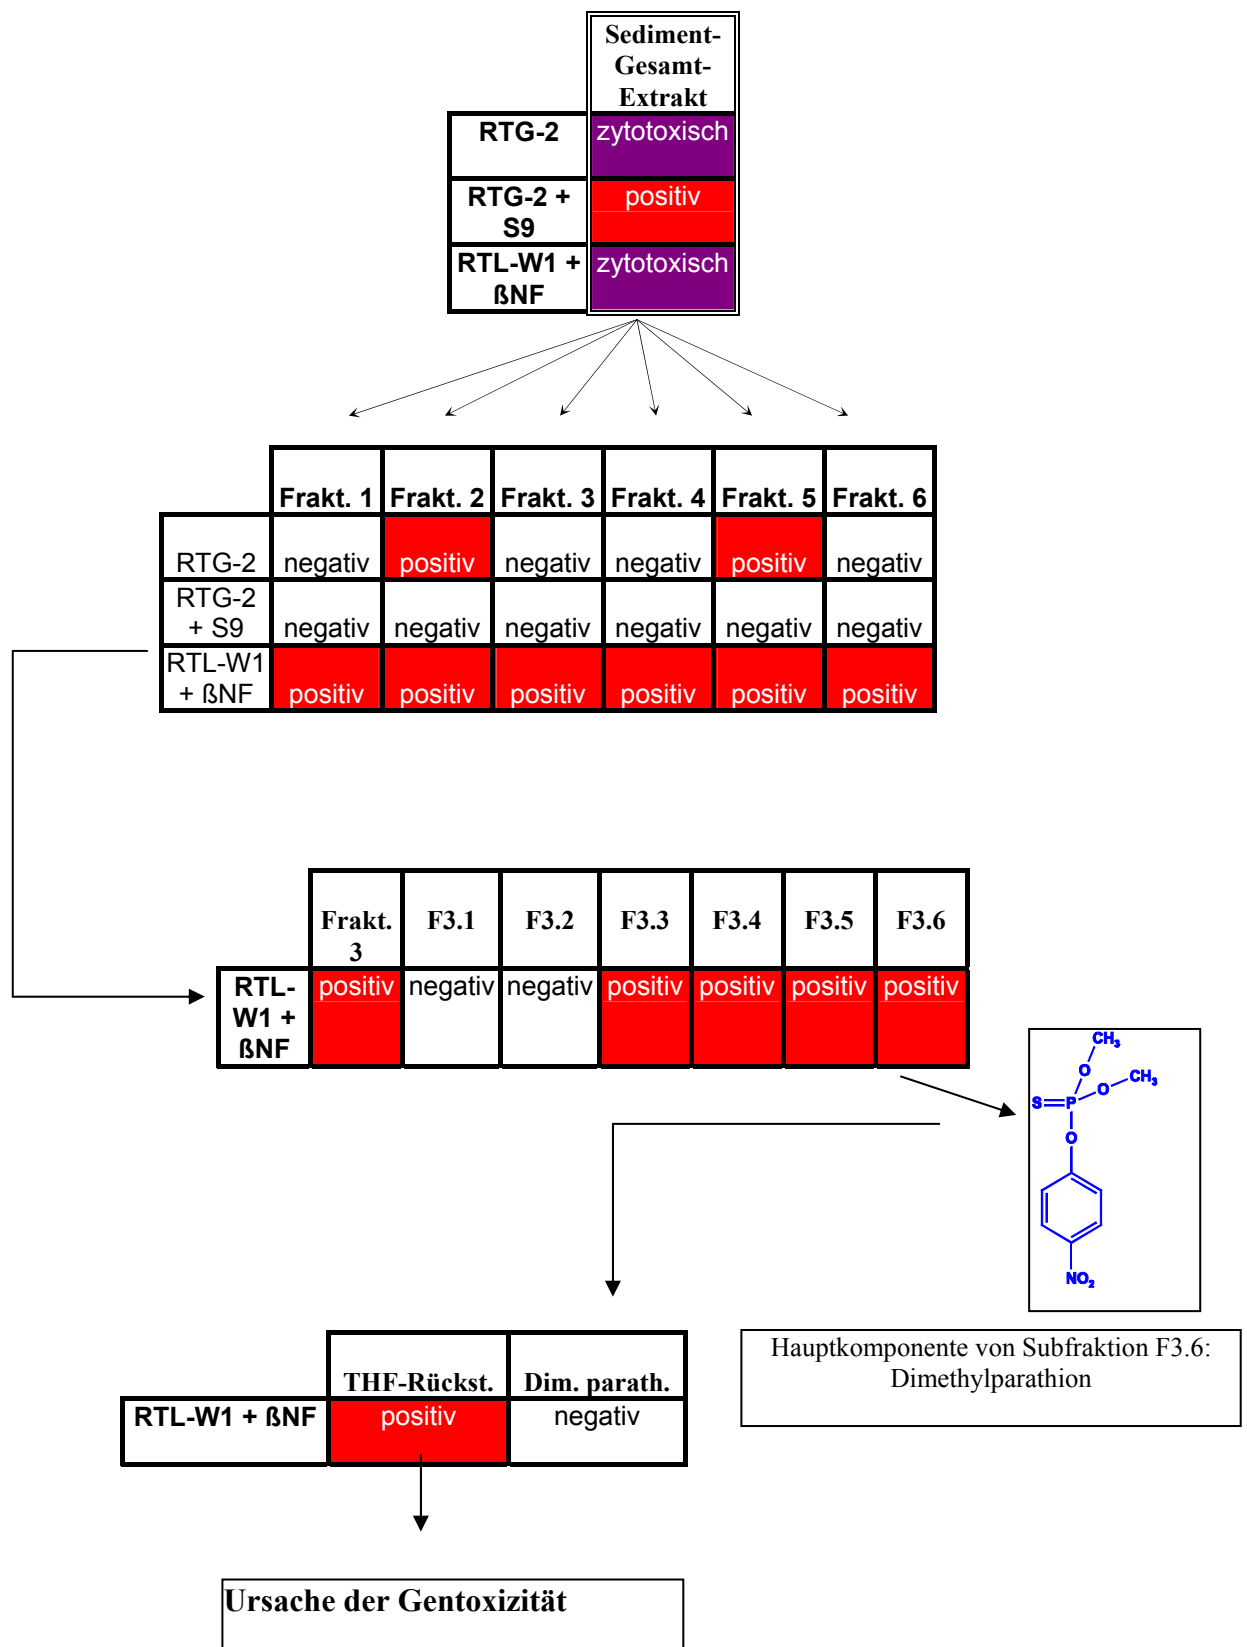 Sediment-
Gesamt-
Extrakt
RTG-2 zytotoxisch
RTG-2 +
S9 positiv
RTL-W1 +
ßNF zytotoxisch
Frakt. 1 Frakt. 2 Frakt. 3 Frakt. 4 Frakt. 5 Frakt. 6
RTG-2 negativ positiv negativ negativ positiv negativ
RTG-2
+ S9 negativ negativ negativ negativ negativ negativ
RTL-W1
+ ßNF positiv positiv positiv positiv positiv positiv
Frakt.
3 F3.1 F3.2 F3.3 F3.4 F3.5 F3.6
RTL-
W1 +
ßNF positiv negativ negativ positiv positiv positiv positiv
CH₃
O
O CH₃
S P
O
NO₂
Hauptkomponente von Subfraktion F3.6:
Dimethylparathion
THF-Rückst. Dim. parath.
RTL-W1 + ßNF positiv negativ
Ursache der Gentoxizität